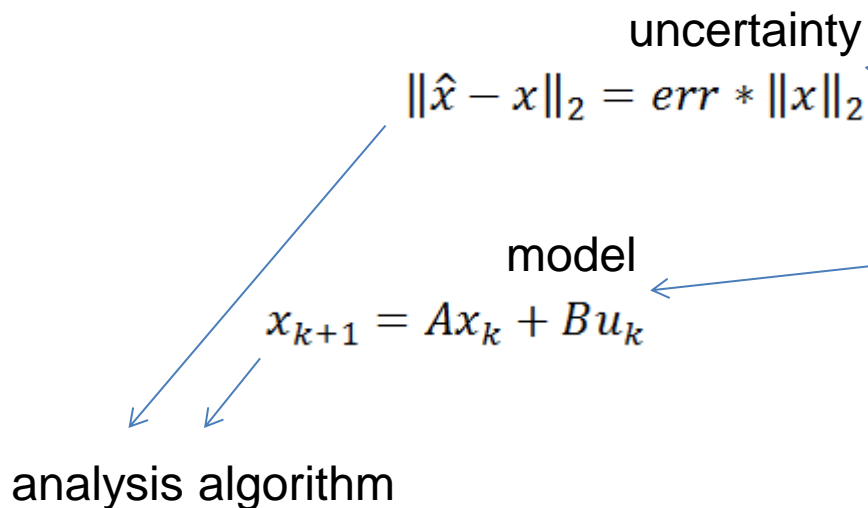 uncertainty
‖x̂ − x‖₂ = err * ‖x‖₂
model
xₖ₊₁ = Axₖ + Buₖ
analysis algorithm